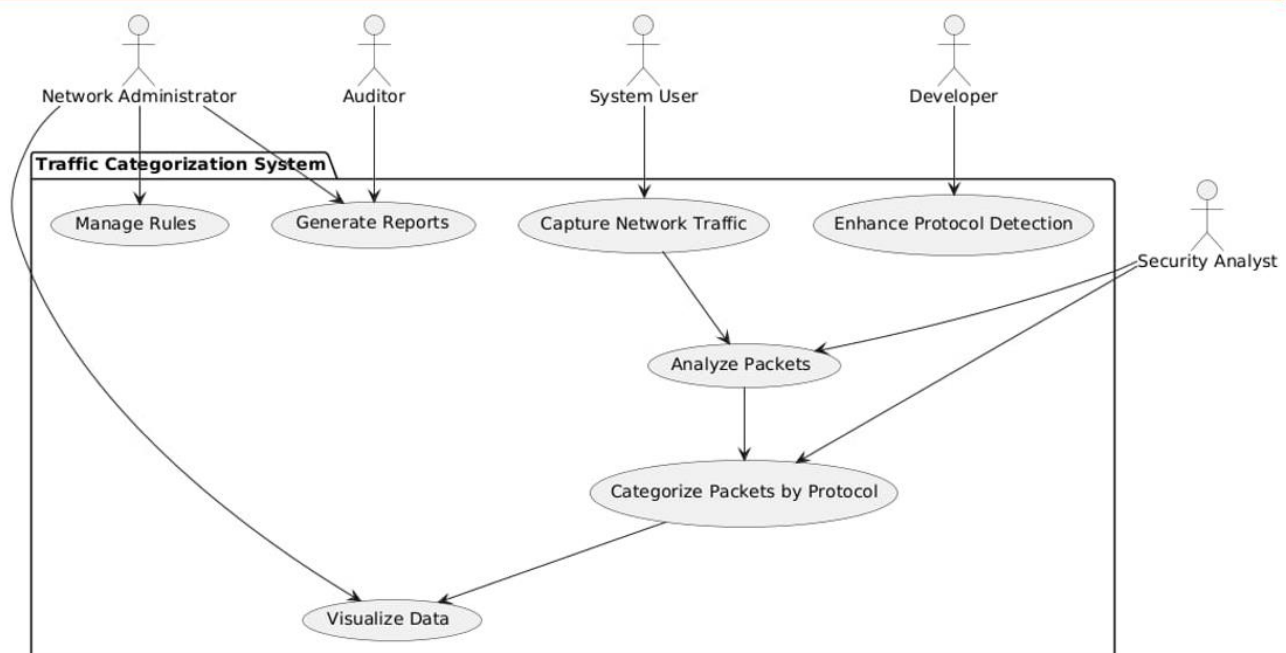 Network Administrator
Auditor
System User
Developer
Traffic Categorization System
Security Analyst
Manage Rules
Generate Reports
Capture Network Traffic
Enhance Protocol Detection
Analyze Packets
Categorize Packets by Protocol
Visualize Data